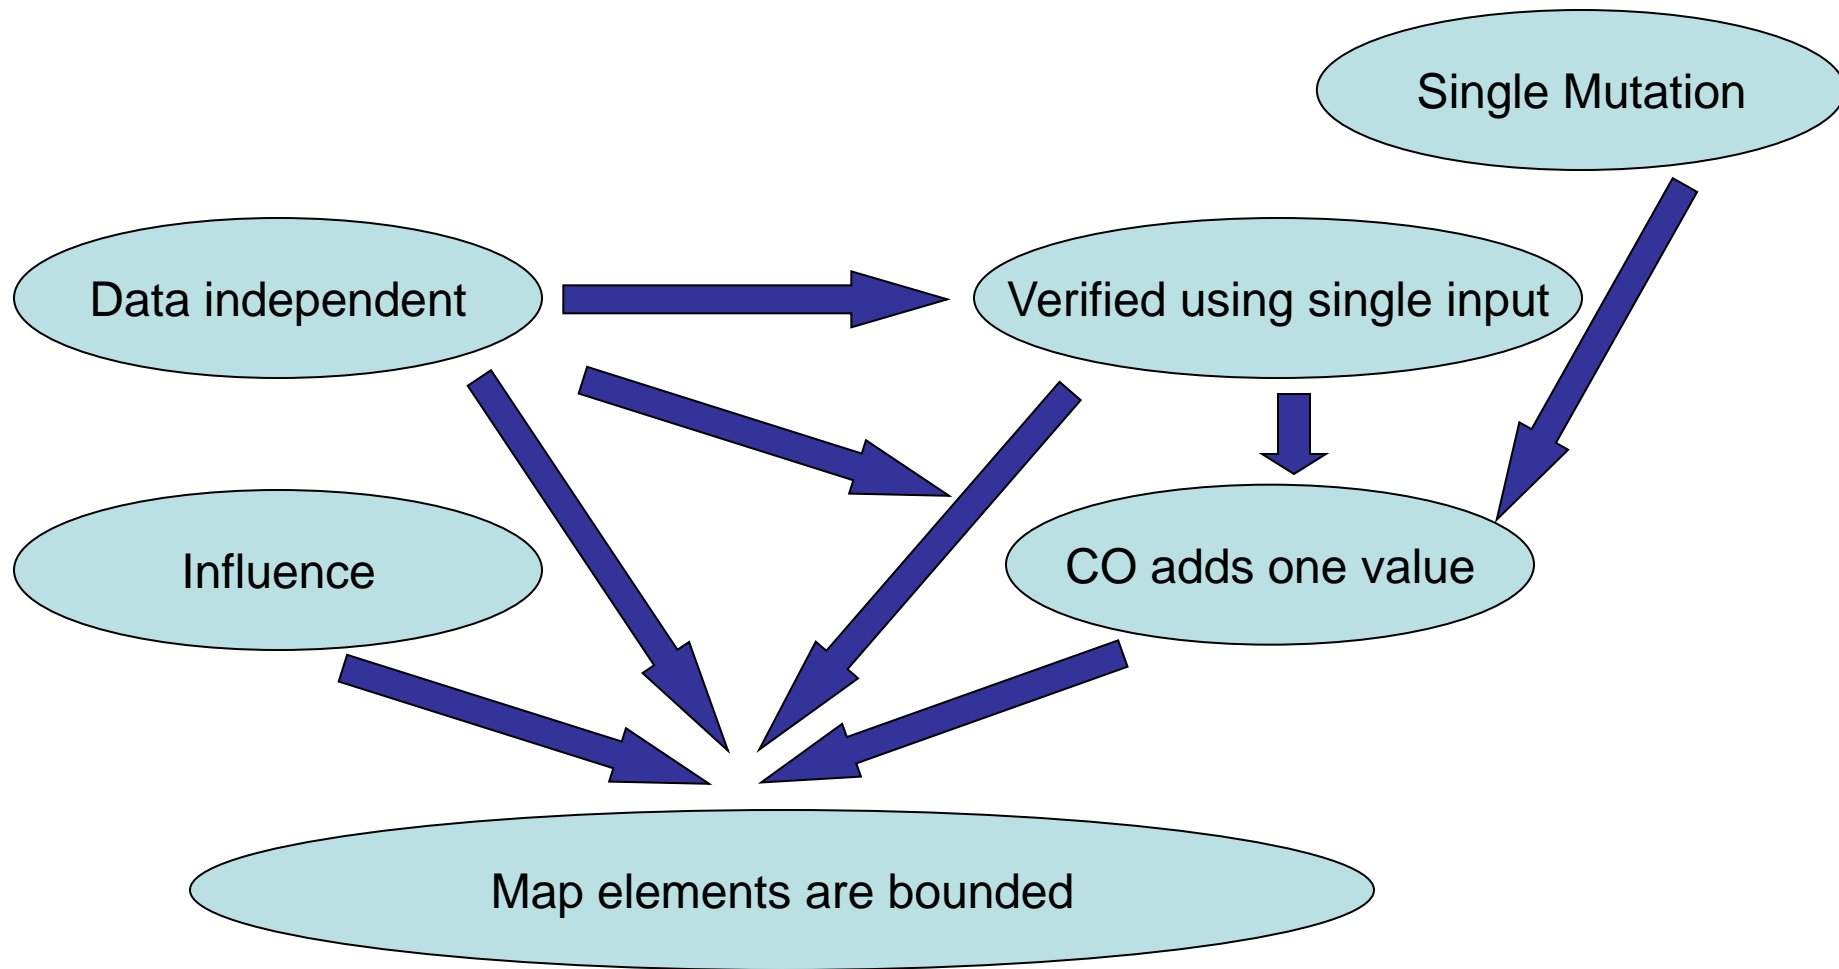 Single Mutation
Data independent
Verified using single input
Influence
CO adds one value
Map elements are bounded